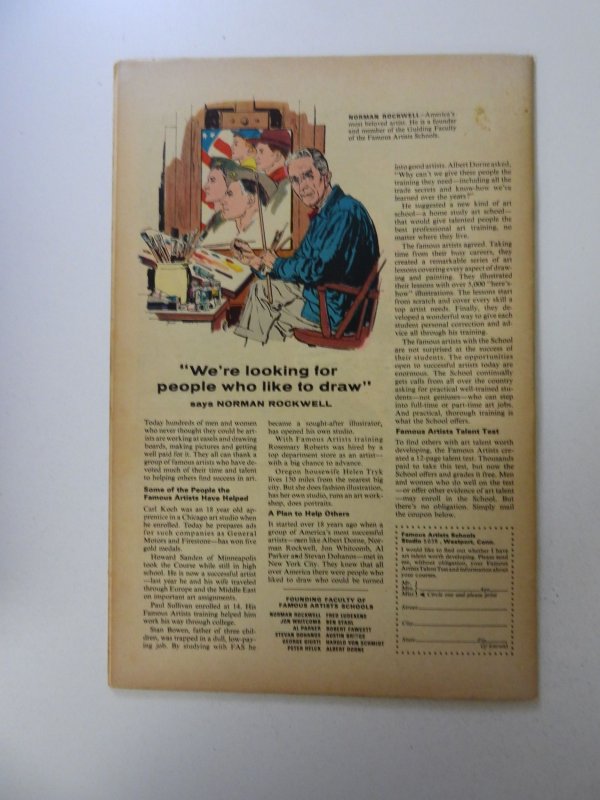 NORMAN ROCKWELL—America's
most beloved artist. He is a founder
and member of the Guiding Faculty
of the Famous Artists Schools.
"We're looking for
people who like to draw"
says NORMAN ROCKWELL
Today hundreds of men and women
who never thought they could be art-
ists are working at easels and drawing
boards, making pictures and getting
well paid for it. They all can thank a
group of famous artists who have de-
voted much of their time and talent
to helping others find success in art.
Some of the People the
Famous Artists Have Helped
Carl Koch was an 18 year old ap-
prentice in a Chicago art studio when
he enrolled. Today he prepares ads
for such companies as General
Motors and Firestone—has won five
gold medals.
Howard Sanden of Minneapolis
took the Course while still in high
school. He is now a successful artist
—last year he and his wife traveled
through Europe and the Middle East
on important art assignments.
Paul Sullivan enrolled at 14. His
Famous Artists training helped him
work his way through college.
Stan Bowen, father of three chil-
dren, was trapped in a dull, low-pay-
ing job. By studying with FAS he
became a sought-after illustrator,
has opened his own studio.
With Famous Artists training
Rosemary Roberts was hired by a
top department store as an artist—
with a big chance to advance.
Oregon housewife Helen Tryk
lives 150 miles from the nearest big
city. But she does fashion illustration,
has her own studio, runs an art work-
shop, does portraits.
A Plan to Help Others
It started over 18 years ago when a
group of America's most successful
artists—men like Albert Dorne, Nor-
man Rockwell, Jon Whitcomb, Al
Parker and Stevan Dohanos—met in
New York City. They knew that all
over America there were people who
liked to draw who could be turned
FOUNDING FACULTY OF
FAMOUS ARTISTS SCHOOLS
NORMAN ROCKWELL FRED LUDEKENS
JON WHITCOMB BEN STAHL
AL PARKER ROBERT FAWCETT
STEVAN DOHANOS AUSTIN BRIGGS
GEORGE GIUSTI HAROLD VON SCHMIDT
PETER HELCK ALBERT DORNE
into good artists. Albert Dorne asked,
"Why can't we give these people the
training they need—including all the
trade secrets and know-how we've
learned over the years?"
He suggested a new kind of art
school—a home study art school—
that would give talented people the
best professional art training, no
matter where they live.
The famous artists agreed. Taking
time from their busy careers, they
created a remarkable series of art
lessons covering every aspect of draw-
ing and painting. They illustrated
their lessons with over 5,000 "here's-
how" illustrations. The lessons start
from scratch and cover every skill a
top artist needs. Finally, they de-
veloped a wonderful way to give each
student personal correction and ad-
vice all through his training.
The famous artists with the School
are not surprised at the success of
their students. The opportunities
open to successful artists today are
enormous. The School continually
gets calls from all over the country
asking for practical well-trained stu-
dents—not geniuses—who can step
into full-time or part-time art jobs.
And practical, thorough training is
what the School offers.
Famous Artists Talent Test
To find others with art talent worth
developing, the Famous Artists cre-
ated a 12-page talent test. Thousands
paid to take this test, but now the
School offers and grades it free. Men
and women who do well on the test
—or offer other evidence of art talent
—may enroll in the School. But
there's no obligation. Simply mail
the coupon below.
Famous Artists Schools
Westport, Conn.
I would like to find out whether I have
art talent worth developing. Please send
me, without obligation, your Famous
Artists Talent Test and information about
your courses.
Mr.
Mrs. Age
Miss Circle one and please print
Street
City
State Zip